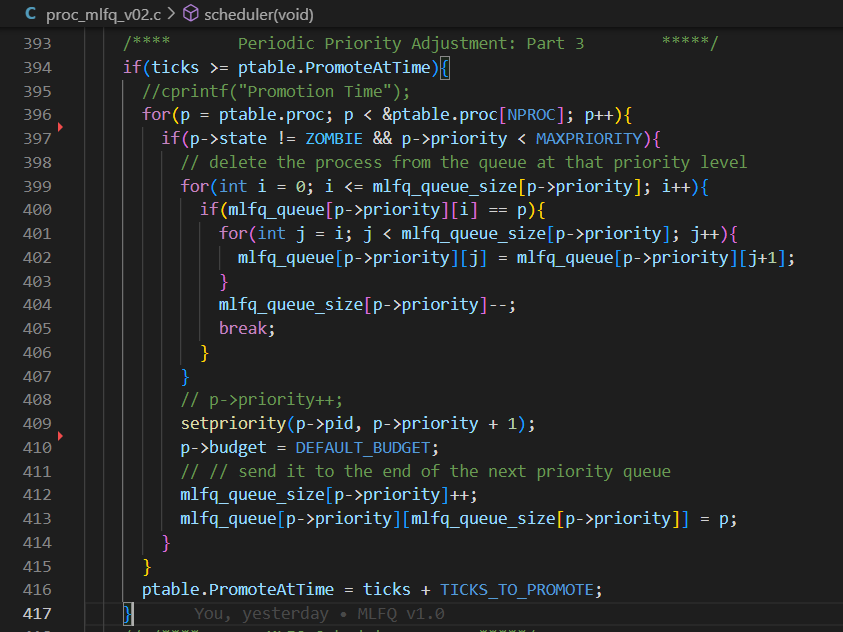 C proc_mlfq_v02.c > scheduler(void)
393 /**** Periodic Priority Adjustment: Part 3 *****/
394 if(ticks >= ptable.PromoteAtTime){
395 //cprintf("Promotion Time");
396 for(p = ptable.proc; p < &ptable.proc[NPROC]; p++){
397 if(p->state != ZOMBIE && p->priority < MAXPRIORITY){
398 // delete the process from the queue at that priority level
399 for(int i = 0; i <= mlfq_queue_size[p->priority]; i++){
400 if(mlfq_queue[p->priority][i] == p){
401 for(int j = i; j < mlfq_queue_size[p->priority]; j++){
402 mlfq_queue[p->priority][j] = mlfq_queue[p->priority][j+1];
403 }
404 mlfq_queue_size[p->priority]--;
405 break;
406 }
407 }
408 // p->priority++;
409 setpriority(p->pid, p->priority + 1);
410 p->budget = DEFAULT_BUDGET;
411 // // send it to the end of the next priority queue
412 mlfq_queue_size[p->priority]++;
413 mlfq_queue[p->priority][mlfq_queue_size[p->priority]] = p;
414 }
415 }
416 ptable.PromoteAtTime = ticks + TICKS_TO_PROMOTE;
417 } You, yesterday • MLFQ v1.0